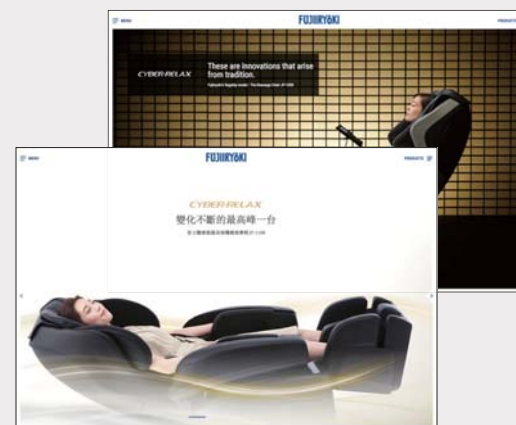 MENU
FUJIIRYOKI
PRODUCTS
CYBER-RELAX
These are innovations that arise
from tradition.
MENU
FUJIIRYOKI
PRODUCTS
CYBER-RELAX
變化不斷的最高峰一台